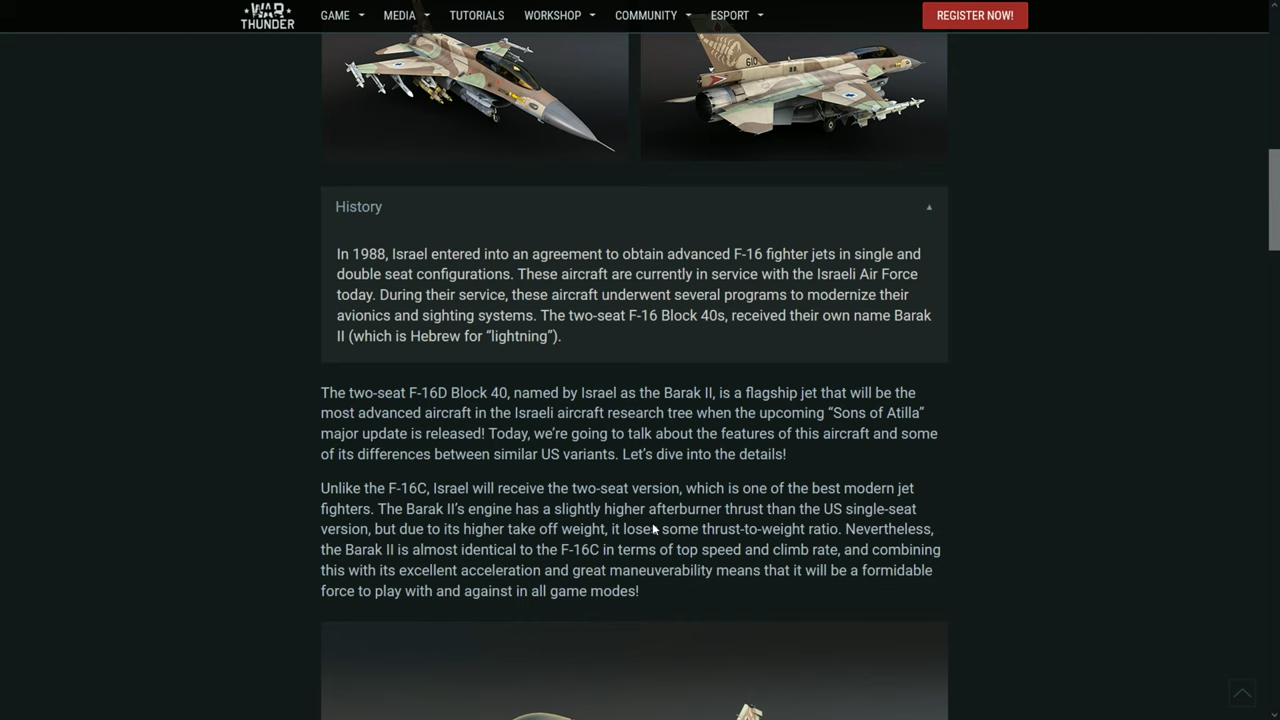 WAR
THUNDER
GAME
MEDIA
TUTORIALS
WORKSHOP
COMMUNITY
ESPORT
REGISTER NOW!
610
History
In 1988, Israel entered into an agreement to obtain advanced F-16 fighter jets in single and
double seat configurations. These aircraft are currently in service with the Israeli Air Force
today. During their service, these aircraft underwent several programs to modernize their
avionics and sighting systems. The two-seat F-16 Block 40s, received their own name Barak
II (which is Hebrew for “lightning”).
The two-seat F-16D Block 40, named by Israel as the Barak II, is a flagship jet that will be the
most advanced aircraft in the Israeli aircraft research tree when the upcoming “Sons of Atilla”
major update is released! Today, we’re going to talk about the features of this aircraft and some
of its differences between similar US variants. Let’s dive into the details!
Unlike the F-16C, Israel will receive the two-seat version, which is one of the best modern jet
fighters. The Barak II’s engine has a slightly higher afterburner thrust than the US single-seat
version, but due to its higher take off weight, it loses some thrust-to-weight ratio. Nevertheless,
the Barak II is almost identical to the F-16C in terms of top speed and climb rate, and combining
this with its excellent acceleration and great maneuverability means that it will be a formidable
force to play with and against in all game modes!